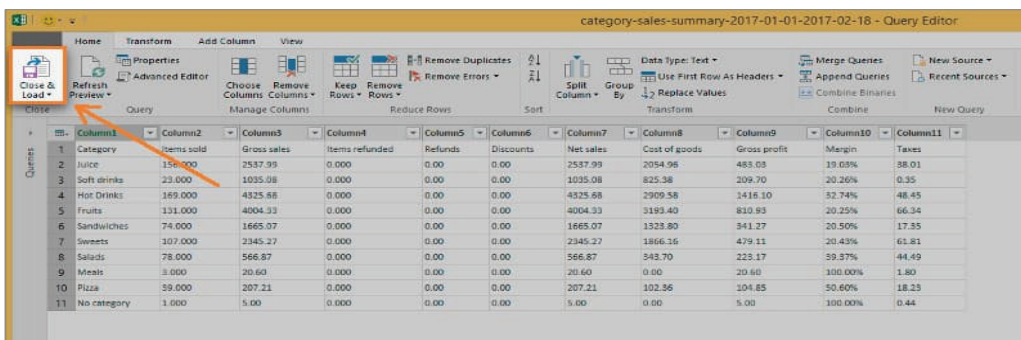 category-sales-summary-2017-01-01-2017-02-18 - Query Editor
Home Transform Add Column View
Close & Load
Refresh Preview
Properties
Advanced Editor
Choose Columns
Remove Columns
Keep Rows
Remove Rows
Remove Duplicates
Remove Errors
Split Column
Group By
Data Type: Text
Use First Row As Headers
Replace Values
Merge Queries
Append Queries
Combine Binaries
New Source
Recent Sources
Close Query Manage Columns Reduce Rows Sort Transform Combine New Query
Queries
Column1 Column2 Column3 Column4 Column5 Column6 Column7 Column8 Column9 Column10 Column11
1 Category Items sold Gross sales Items refunded Refunds Discounts Net sales Cost of goods Gross profit Margin Taxes
2 Juice 156.000 2537.99 0.000 0.00 0.00 2537.99 2054.96 483.03 19.03% 38.01
3 Soft drinks 23.000 1035.08 0.000 0.00 0.00 1035.08 825.38 209.70 20.26% 0.35
4 Hot Drinks 169.000 4325.68 0.000 0.00 0.00 4325.68 2909.58 1416.10 32.74% 48.45
5 Fruits 131.000 4004.33 0.000 0.00 0.00 4004.33 3193.40 810.93 20.25% 66.34
6 Sandwiches 74.000 1665.07 0.000 0.00 0.00 1665.07 1323.80 341.27 20.50% 17.35
7 Sweets 107.000 2345.27 0.000 0.00 0.00 2345.27 1866.16 479.11 20.43% 61.81
8 Salads 78.000 566.87 0.000 0.00 0.00 566.87 343.70 223.17 39.37% 44.49
9 Meals 3.000 20.60 0.000 0.00 0.00 20.60 0.00 20.60 100.00% 1.80
10 Pizza 59.000 207.21 0.000 0.00 0.00 207.21 102.36 104.85 50.60% 18.23
11 No category 1.000 5.00 0.000 0.00 0.00 5.00 0.00 5.00 100.00% 0.44